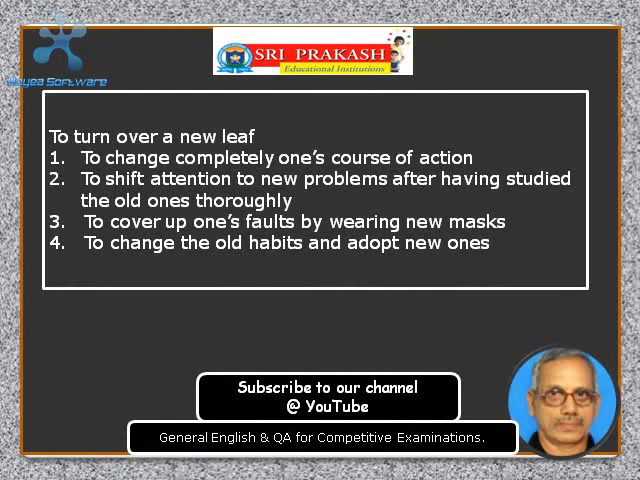 SRI PRAKASH
Educational Institutions
Software
To turn over a new leaf
1. To change completely one's course of action
2. To shift attention to new problems after having studied
the old ones thoroughly
3. To cover up one's faults by wearing new masks
4. To change the old habits and adopt new ones
Subscribe to our channel
@ YouTube
General English & QA for Competitive Examinations.